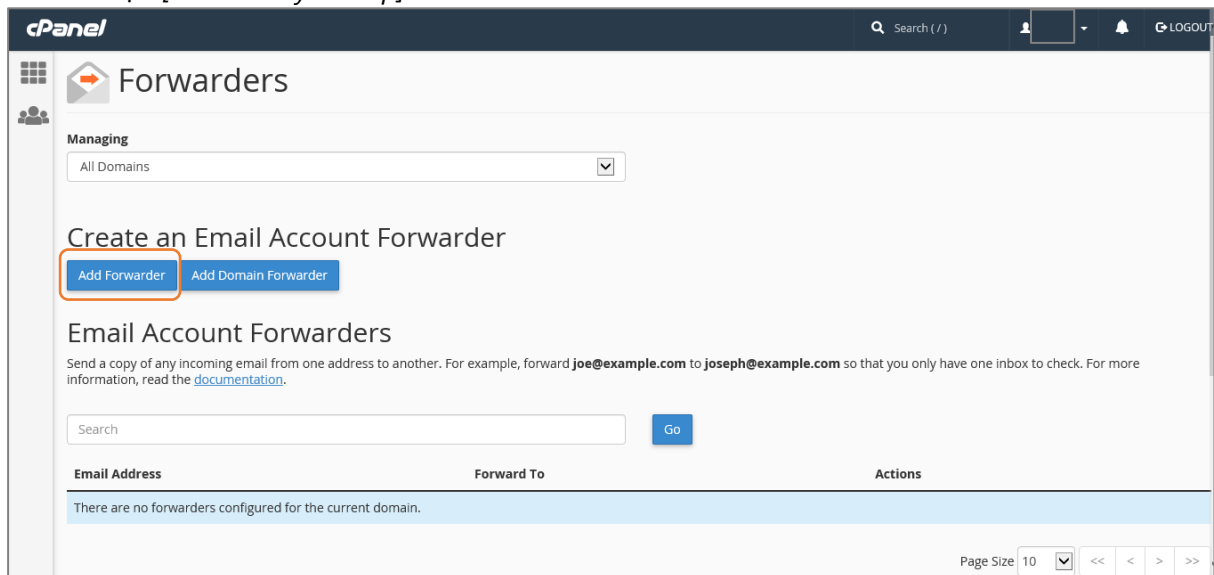 cPanel
Search ( / )
LOGOUT
Forwarders
Managing
All Domains
Create an Email Account Forwarder
Add Forwarder
Add Domain Forwarder
Email Account Forwarders
Send a copy of any incoming email from one address to another. For example, forward joe@example.com to joseph@example.com so that you only have one inbox to check. For more
information, read the documentation.
Search
Go
Email Address Forward To Actions
There are no forwarders configured for the current domain.
Page Size 10 << < > >>